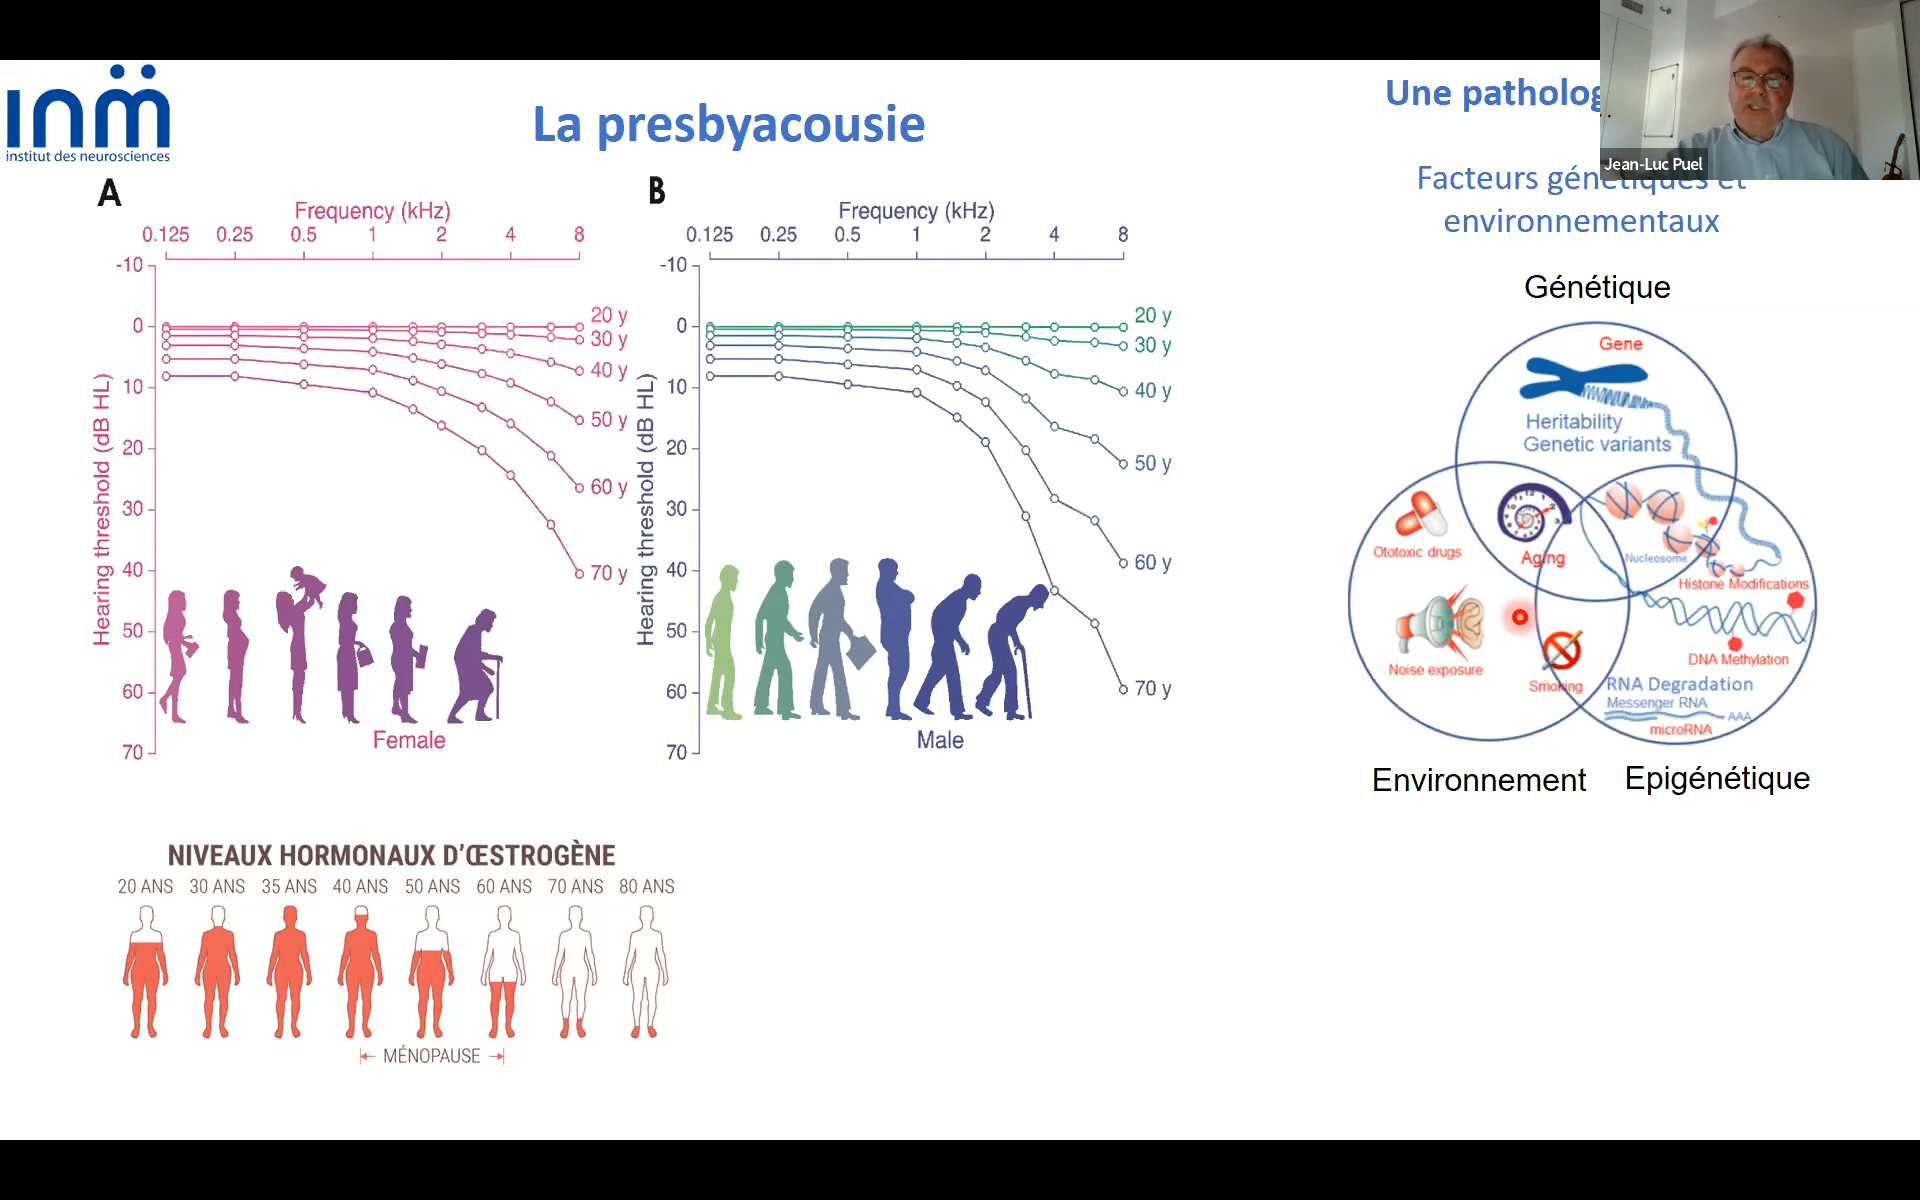 ınm̈
institut des neurosciences
La presbyacousie
Une patholog
Jean-Luc Puel
Facteurs génétiques et
environnementaux
A
Frequency (kHz)
0.125 0.25 0.5 1 2 4 8
Hearing threshold (dB HL)
-10
0
10
20
30
40
50
60
70
20 y
30 y
40 y
50 y
60 y
70 y
Female
B
Frequency (kHz)
0.125 0.25 0.5 1 2 4 8
Hearing threshold (dB HL)
-10
0
10
20
30
40
50
60
70
20 y
30 y
40 y
50 y
60 y
70 y
Male
Génétique
Gene
Heritability
Genetic variants
Ototoxic drugs
Aging
Nucleosome
Histone Modifications
Noise exposure
Smoking
DNA Methylation
RNA Degradation
Messenger RNA
AAA
microRNA
Environnement
Epigénétique
NIVEAUX HORMONAUX D'ŒSTROGÈNE
20 ANS 30 ANS 35 ANS 40 ANS 50 ANS 60 ANS 70 ANS 80 ANS
MÉNOPAUSE